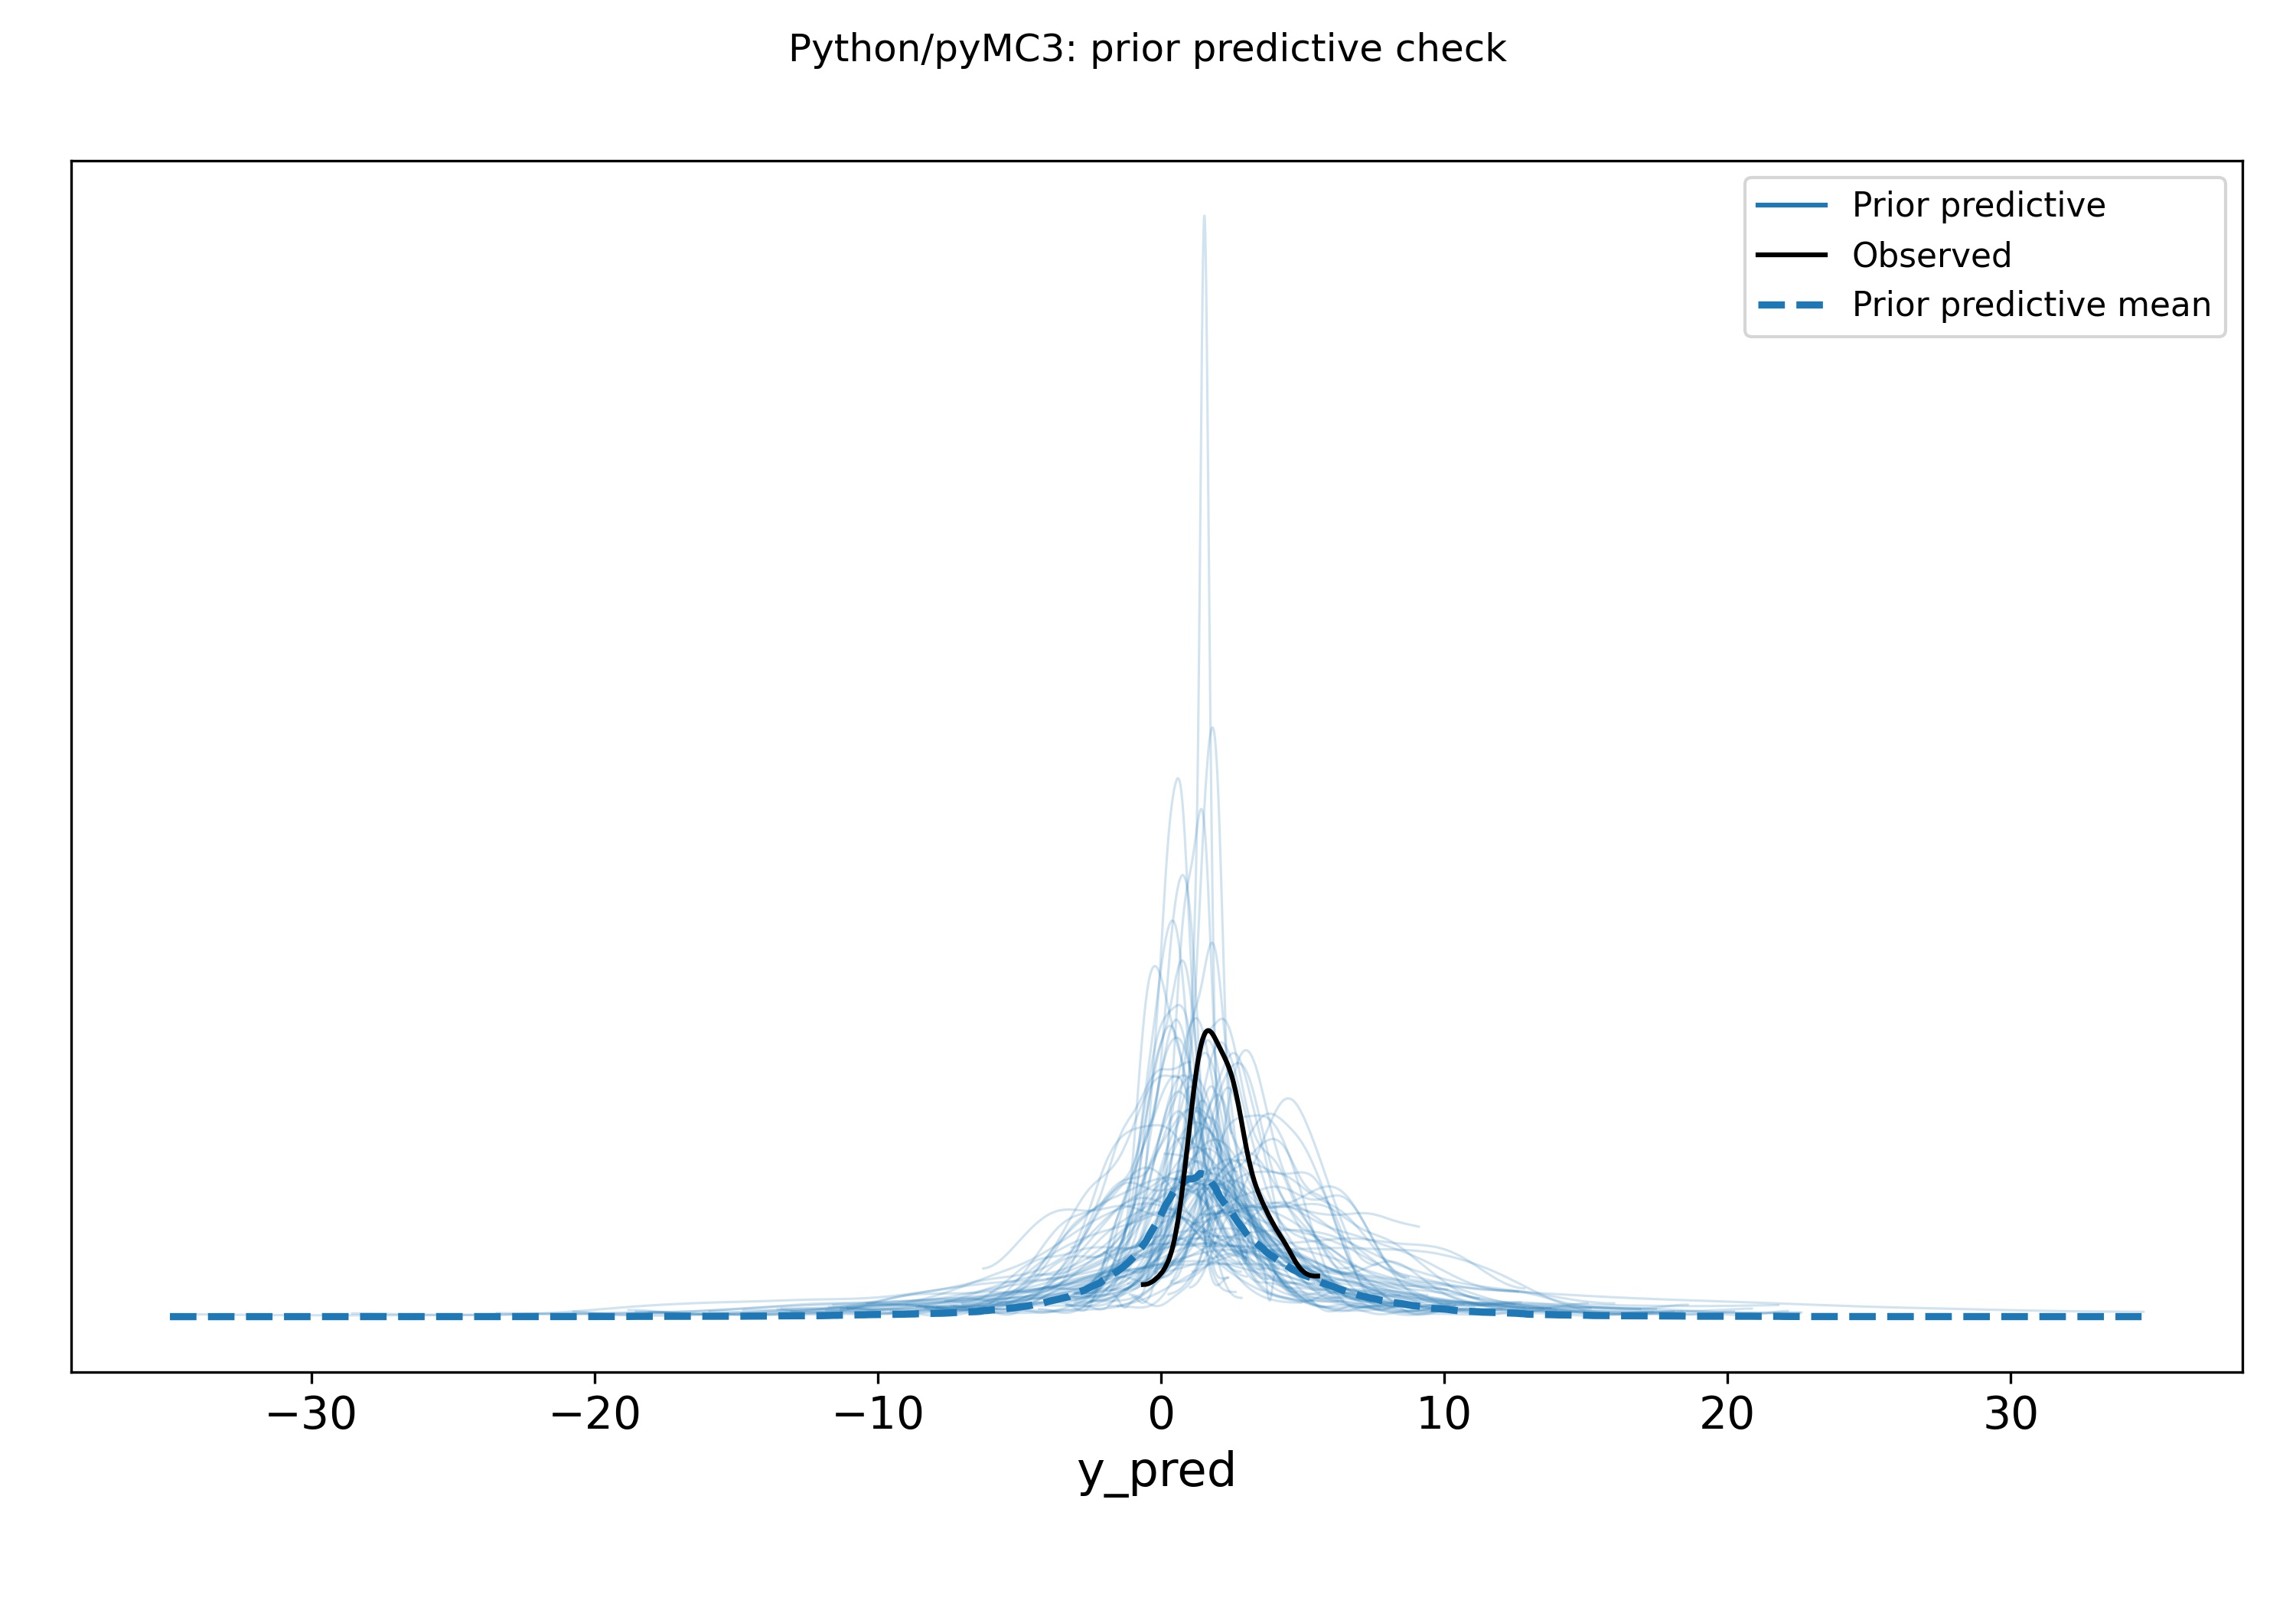 Python/pyMC3: prior predictive check
Prior predictive
Observed
Prior predictive mean
−30 −20 −10 0 10 20 30
y_pred